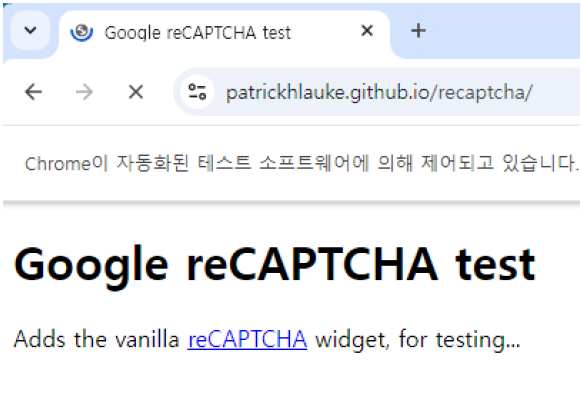 Google reCAPTCHA test
patrickhlauke.github.io/recaptcha/
Chrome이 자동화된 테스트 소프트웨어에 의해 제어되고 있습니다.
Google reCAPTCHA test
Adds the vanilla reCAPTCHA widget, for testing...